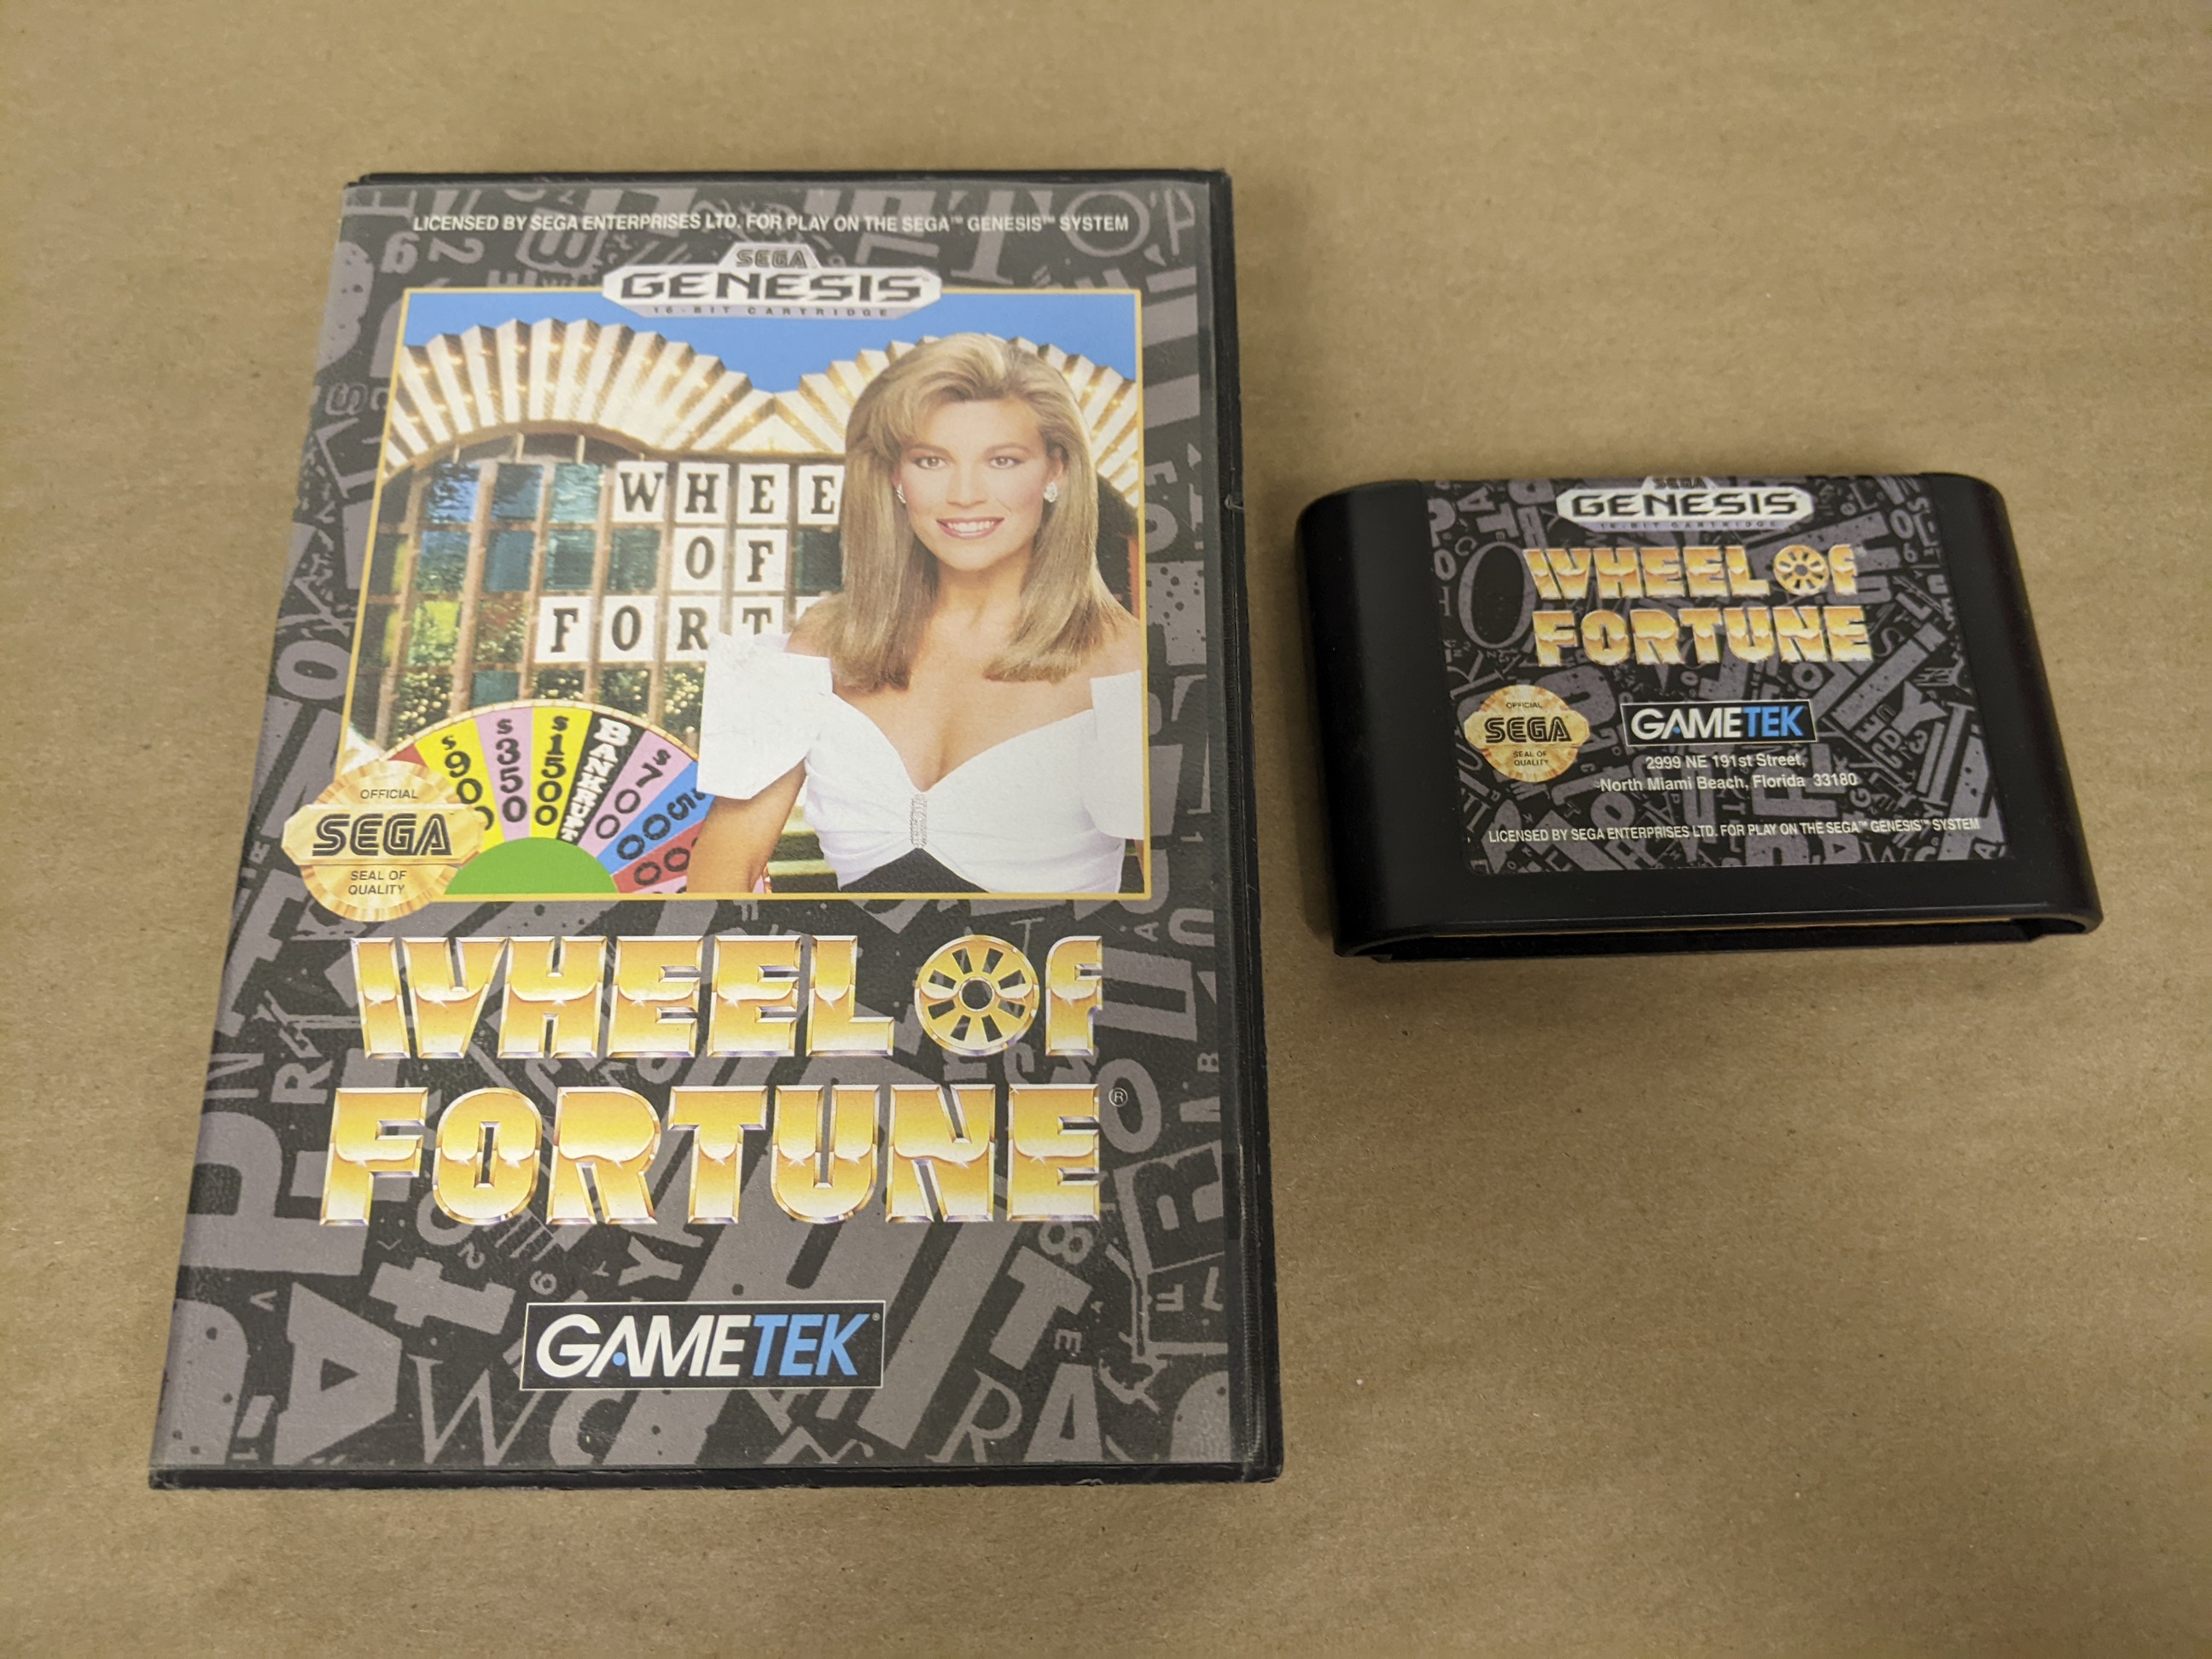 LICENSED BY SEGA ENTERPRISES LTD. FOR PLAY ON THE SEGA™ GENESIS™ SYSTEM
SEGA
GENESIS
16-BIT CARTRIDGE
WHEE
OF
FORT
$900
$350
$1500
BANKRUPT
$700
OFFICIAL
SEGA
SEAL OF
QUALITY
WHEEL OF
FORTUNE®
GAMETEK®
SEGA
GENESIS
16-BIT CARTRIDGE
WHEEL OF
FORTUNE
OFFICIAL
SEGA
SEAL OF
QUALITY
GAMETEK
2999 NE 191st Street,
North Miami Beach, Florida 33180
LICENSED BY SEGA ENTERPRISES LTD. FOR PLAY ON THE SEGA™ GENESIS™ SYSTEM